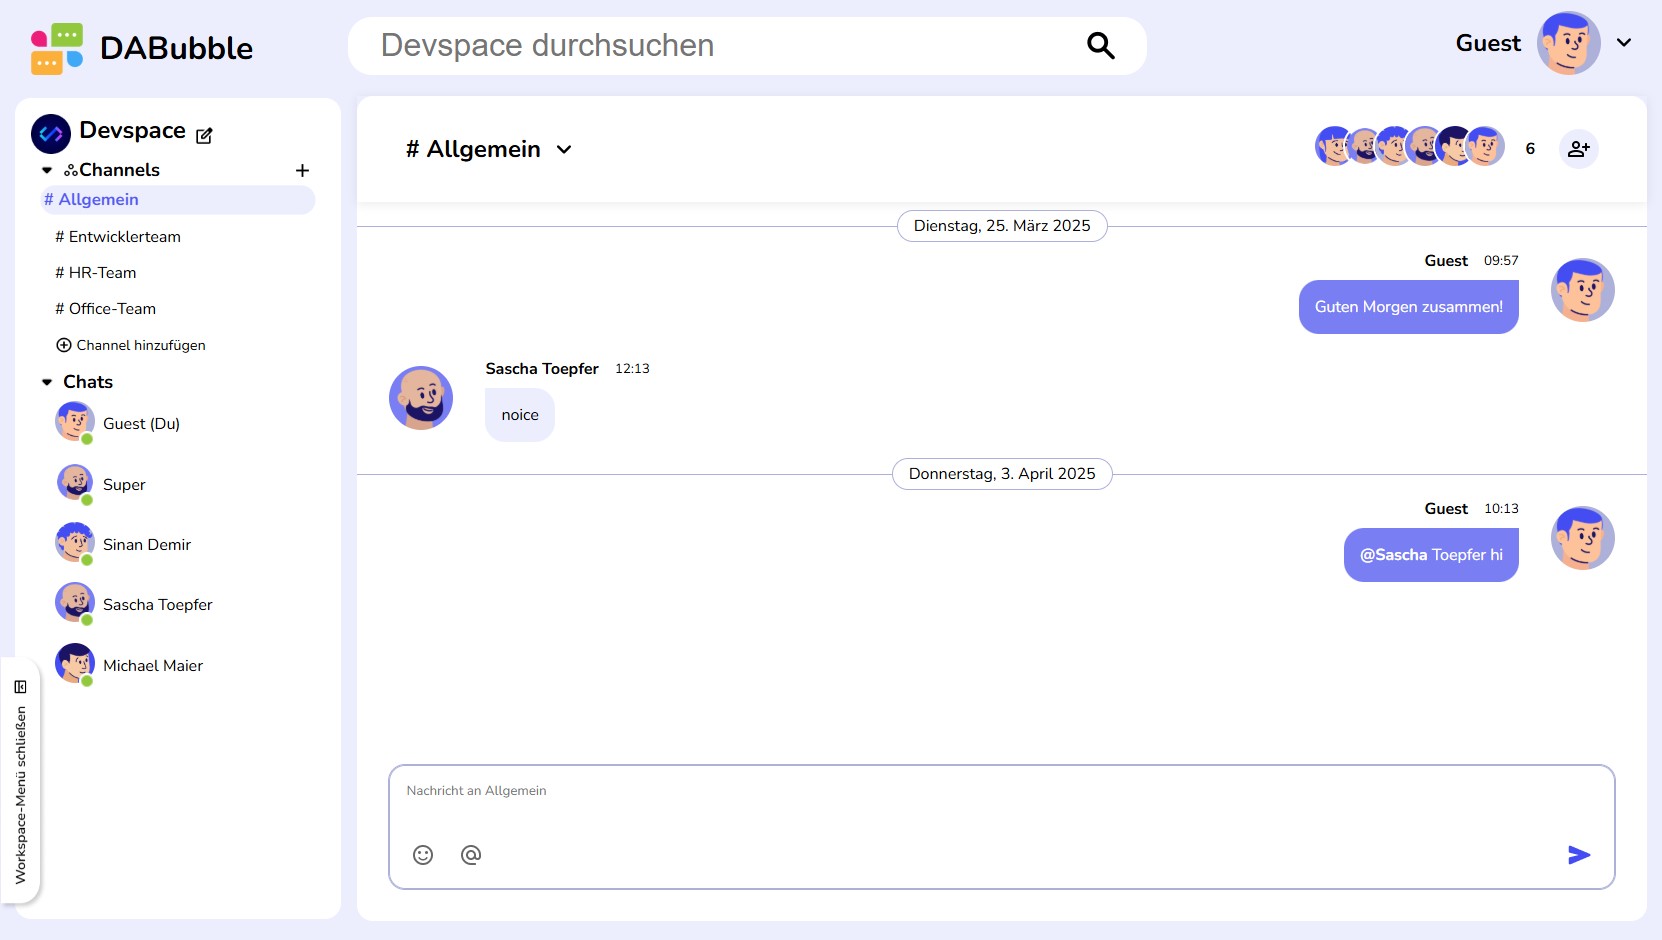 DABubble
Devspace durchsuchen
Guest
Devspace
Channels
# Allgemein
# Entwicklerteam
# HR-Team
# Office-Team
Channel hinzufügen
Chats
Guest (Du)
Super
Sinan Demir
Sascha Toepfer
Michael Maier
Workspace-Menü schließen
# Allgemein
6
Dienstag, 25. März 2025
Guest 09:57
Guten Morgen zusammen!
Sascha Toepfer 12:13
noice
Donnerstag, 3. April 2025
Guest 10:13
@Sascha Toepfer hi
Nachricht an Allgemein